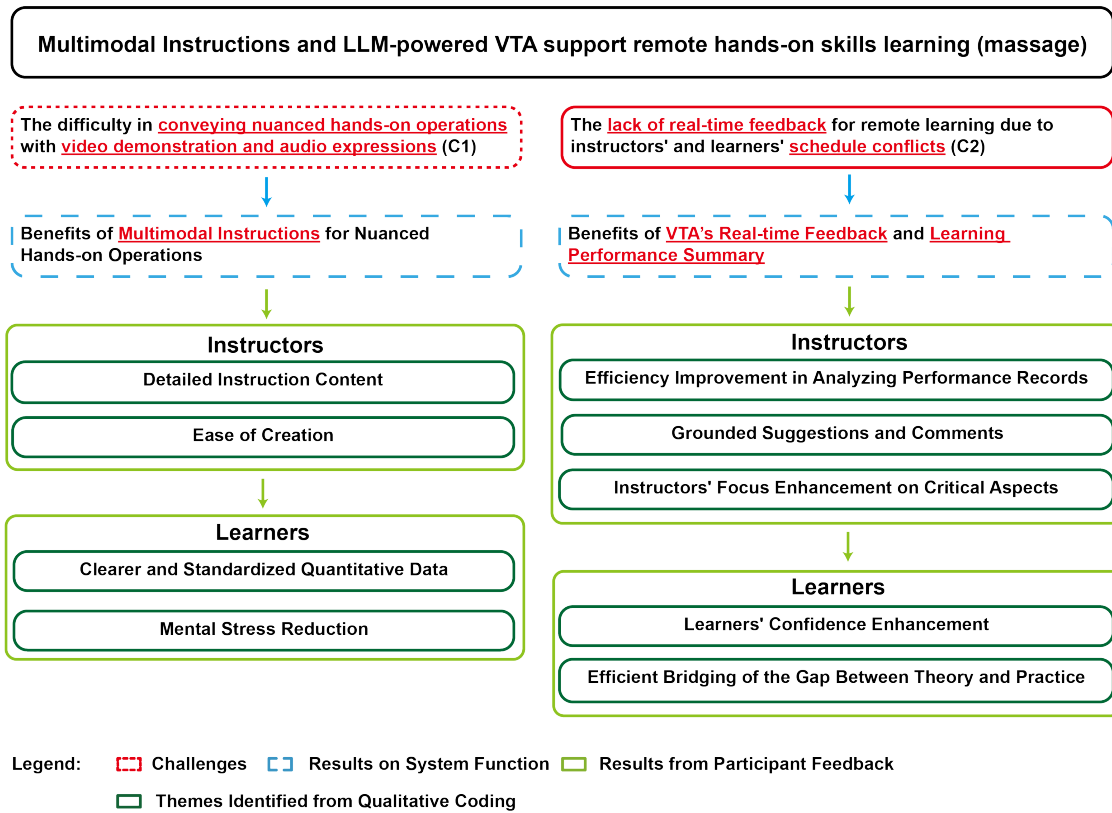 Multimodal Instructions and LLM-powered VTA support remote hands-on skills learning (massage)
The difficulty in conveying nuanced hands-on operations
with video demonstration and audio expressions (C1)
Benefits of Multimodal Instructions for Nuanced
Hands-on Operations
Instructors
Detailed Instruction Content
Ease of Creation
Learners
Clearer and Standardized Quantitative Data
Mental Stress Reduction
The lack of real-time feedback for remote learning due to
instructors' and learners' schedule conflicts (C2)
Benefits of VTA's Real-time Feedback and Learning
Performance Summary
Instructors
Efficiency Improvement in Analyzing Performance Records
Grounded Suggestions and Comments
Instructors' Focus Enhancement on Critical Aspects
Learners
Learners' Confidence Enhancement
Efficient Bridging of the Gap Between Theory and Practice
Legend: Challenges Results on System Function Results from Participant Feedback
Themes Identified from Qualitative Coding